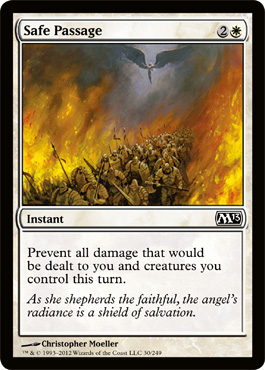 Safe Passage 2
Instant M13
Prevent all damage that would
be dealt to you and creatures you
control this turn.
As she shepherds the faithful, the angel's
radiance is a shield of salvation.
Christopher Moeller
™ & © 1993–2012 Wizards of the Coast LLC 30/249